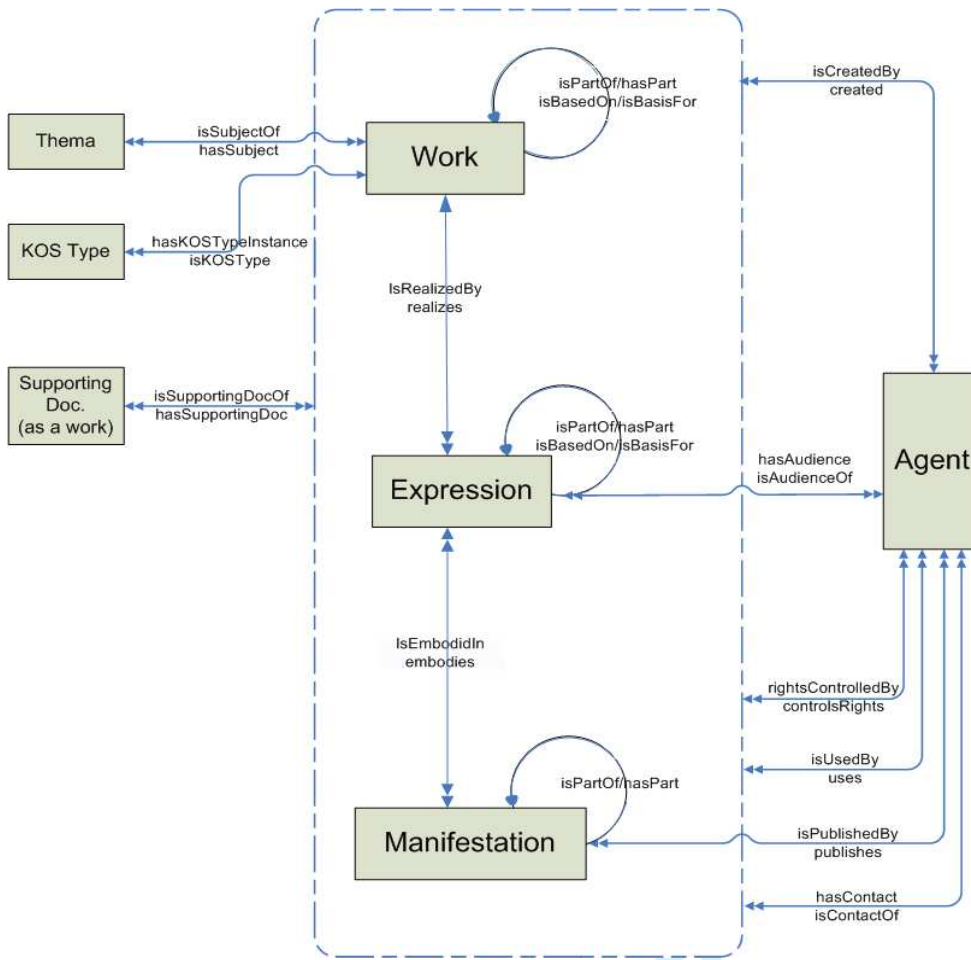 isPartOf/hasPart
isBasedOn/isBasisFor
isCreatedBy
created
Thema
isSubjectOf
hasSubject
Work
KOS Type
hasKOSTypeInstance
isKOSType
IsRealizedBy
realizes
Supporting
Doc.
(as a work)
isSupportingDocOf
hasSupportingDoc
isPartOf/hasPart
isBasedOn/isBasisFor
Expression
hasAudience
isAudienceOf
Agent
IsEmbodidIn
embodies
rightsControlledBy
controlsRights
isPartOf/hasPart
isUsedBy
uses
Manifestation
isPublishedBy
publishes
hasContact
isContactOf